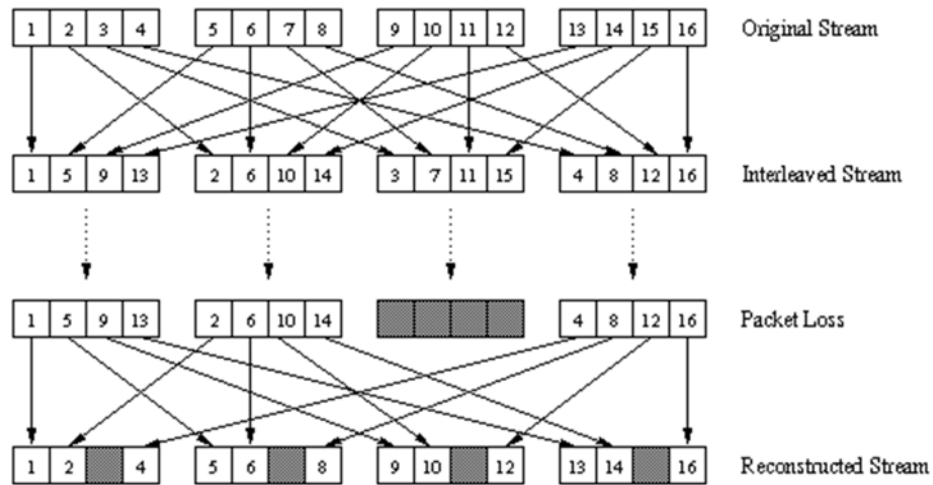 1 2 3 4 5 6 7 8 9 10 11 12 13 14 15 16 Original Stream
1 5 9 13 2 6 10 14 3 7 11 15 4 8 12 16 Interleaved Stream
1 5 9 13 2 6 10 14 4 8 12 16 Packet Loss
1 2 4 5 6 8 9 10 12 13 14 16 Reconstructed Stream